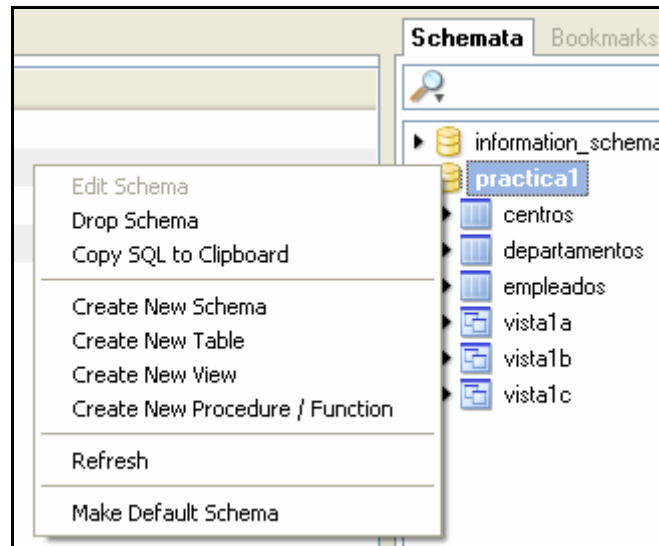 Schemata Bookmarks
information_schema
practica1
centros
departamentos
empleados
vista1a
vista1b
vista1c
Edit Schema
Drop Schema
Copy SQL to Clipboard
Create New Schema
Create New Table
Create New View
Create New Procedure / Function
Refresh
Make Default Schema